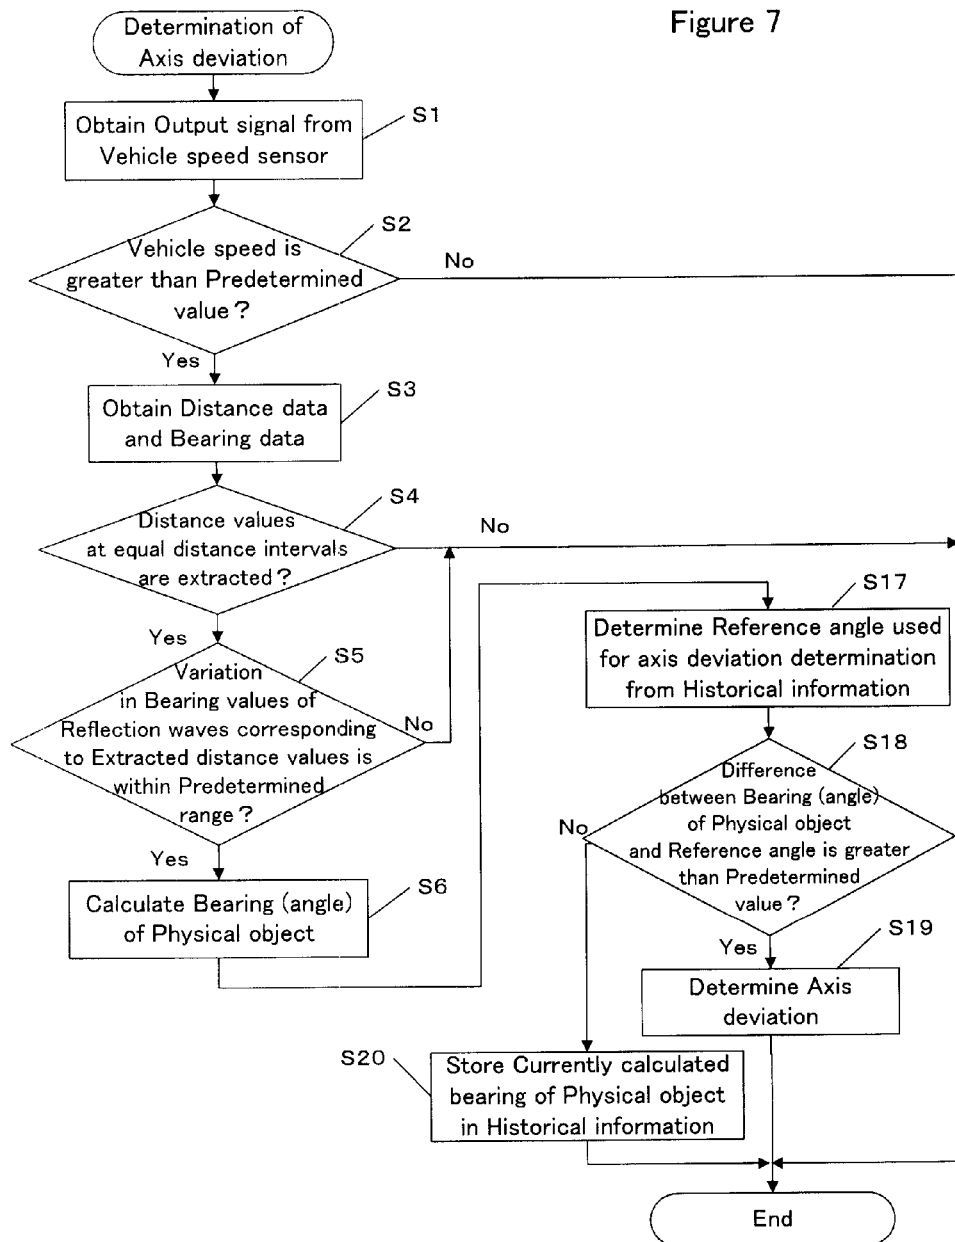 Figure 7
Determination of
Axis deviation
S1
Obtain Output signal from
Vehicle speed sensor
S2
Vehicle speed is
greater than Predetermined
value?
No
Yes
S3
Obtain Distance data
and Bearing data
S4
Distance values
at equal distance intervals
are extracted?
No
Yes
S5
Variation
in Bearing values of
Reflection waves corresponding
to Extracted distance values is
within Predetermined
range?
No
Yes
S6
Calculate Bearing (angle)
of Physical object
S17
Determine Reference angle used
for axis deviation determination
from Historical information
S18
Difference
between Bearing (angle)
of Physical object
and Reference angle is greater
than Predetermined
value?
No
Yes
S19
Determine Axis
deviation
S20
Store Currently calculated
bearing of Physical object
in Historical information
End